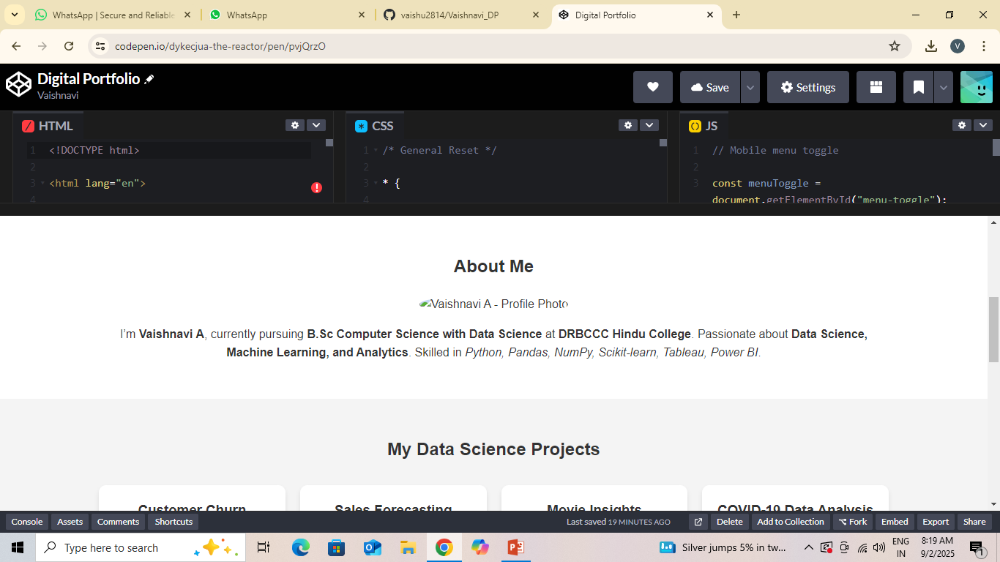 WhatsApp | Secure and Reliable
WhatsApp
vaishu2814/Vaishnavi_DP
Digital Portfolio
codepen.io/dykecjua-the-reactor/pen/pvjQrzO
V
Digital Portfolio
Vaishnavi
Save
Settings
HTML
CSS
JS
1 <!DOCTYPE html>
2
3 <html lang="en">
4
1 /* General Reset */
2
3 * {
4
1 // Mobile menu toggle
2
3 const menuToggle =
document.getElementById("menu-toggle");
About Me
Vaishnavi A - Profile Photo
I’m Vaishnavi A, currently pursuing B.Sc Computer Science with Data Science at DRBCCC Hindu College. Passionate about Data Science,
Machine Learning, and Analytics. Skilled in Python, Pandas, NumPy, Scikit-learn, Tableau, Power BI.
My Data Science Projects
Customer Churn
Sales Forecasting
Movie Insights
COVID-19 Data Analysis
Console
Assets
Comments
Shortcuts
Last saved 19 MINUTES AGO
Delete
Add to Collection
Fork
Embed
Export
Share
Type here to search
Silver jumps 5% in tw...
ENG
IN
8:19 AM
9/2/2025
1